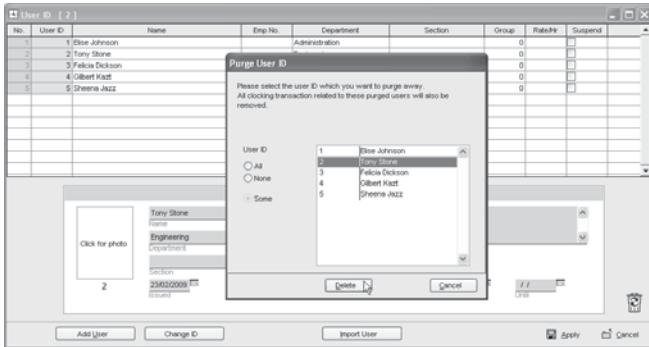 User ID [ 2 ]
No. User ID Name Emp No. Department Section Group Rate/Hr Suspend
1 1 Elise Johnson Administration 0
2 2 Tony Stone 0
3 3 Felicia Dickson 0
4 4 Gilbert Kazt 0
5 5 Sheena Jazz 0
Purge User ID
Please select the user ID which you want to purge away.
All clocking transaction related to these purged users will also be
removed.
User ID
All
None
Some
1 Elise Johnson
2 Tony Stone
3 Felicia Dickson
4 Gilbert Kazt
5 Sheena Jazz
Delete Cancel
Click for photo
2
Tony Stone
Name
Engineering
Department
Section
23/02/2009
Issued
/ /
Until
Add User Change ID Import User Apply Cancel